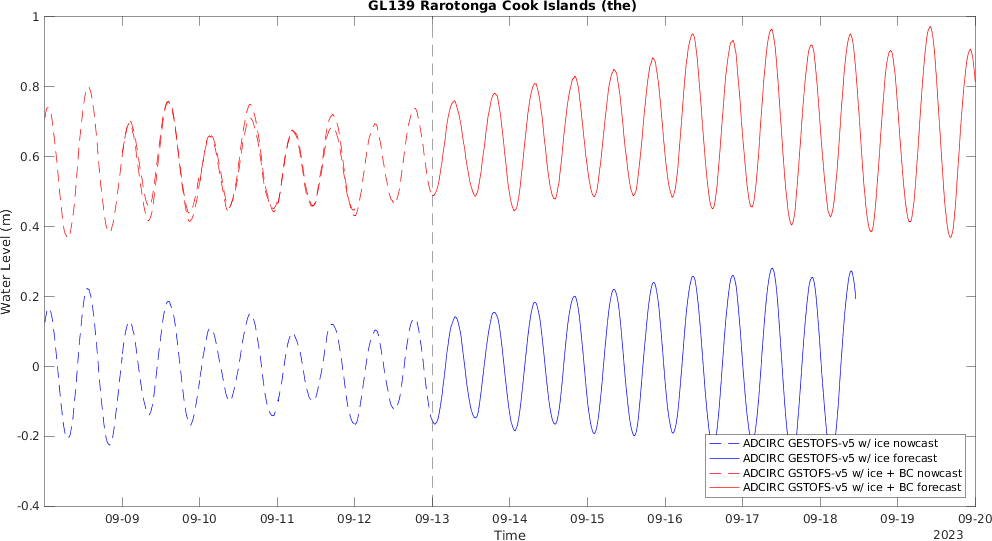 GL139 Rarotonga Cook Islands (the)
1
0.8
0.6
0.4
0.2
0
-0.2
-0.4
Water Level (m)
ADCIRC GESTOFS-v5 w/ ice nowcast
ADCIRC GESTOFS-v5 w/ ice forecast
ADCIRC GSTOFS-v5 w/ ice + BC nowcast
ADCIRC GSTOFS-v5 w/ ice + BC forecast
09-09 09-10 09-11 09-12 09-13 09-14 09-15 09-16 09-17 09-18 09-19 09-20
Time
2023